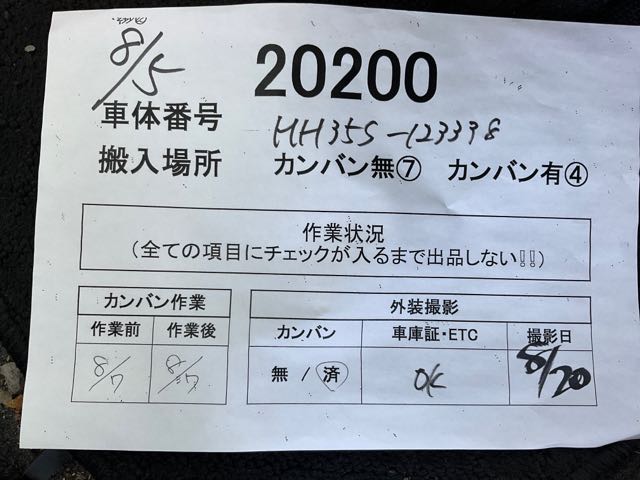 8/5
20200
車体番号 HH35S-123398
搬入場所 カンバン無⑦ カンバン有④
作業状況
(全ての項目にチェックが入るまで出品しない!!)
カンバン作業 外装撮影
作業前 作業後 カンバン 車庫証・ETC 撮影日
8/7 8/7 無 / 済 OK 8/20